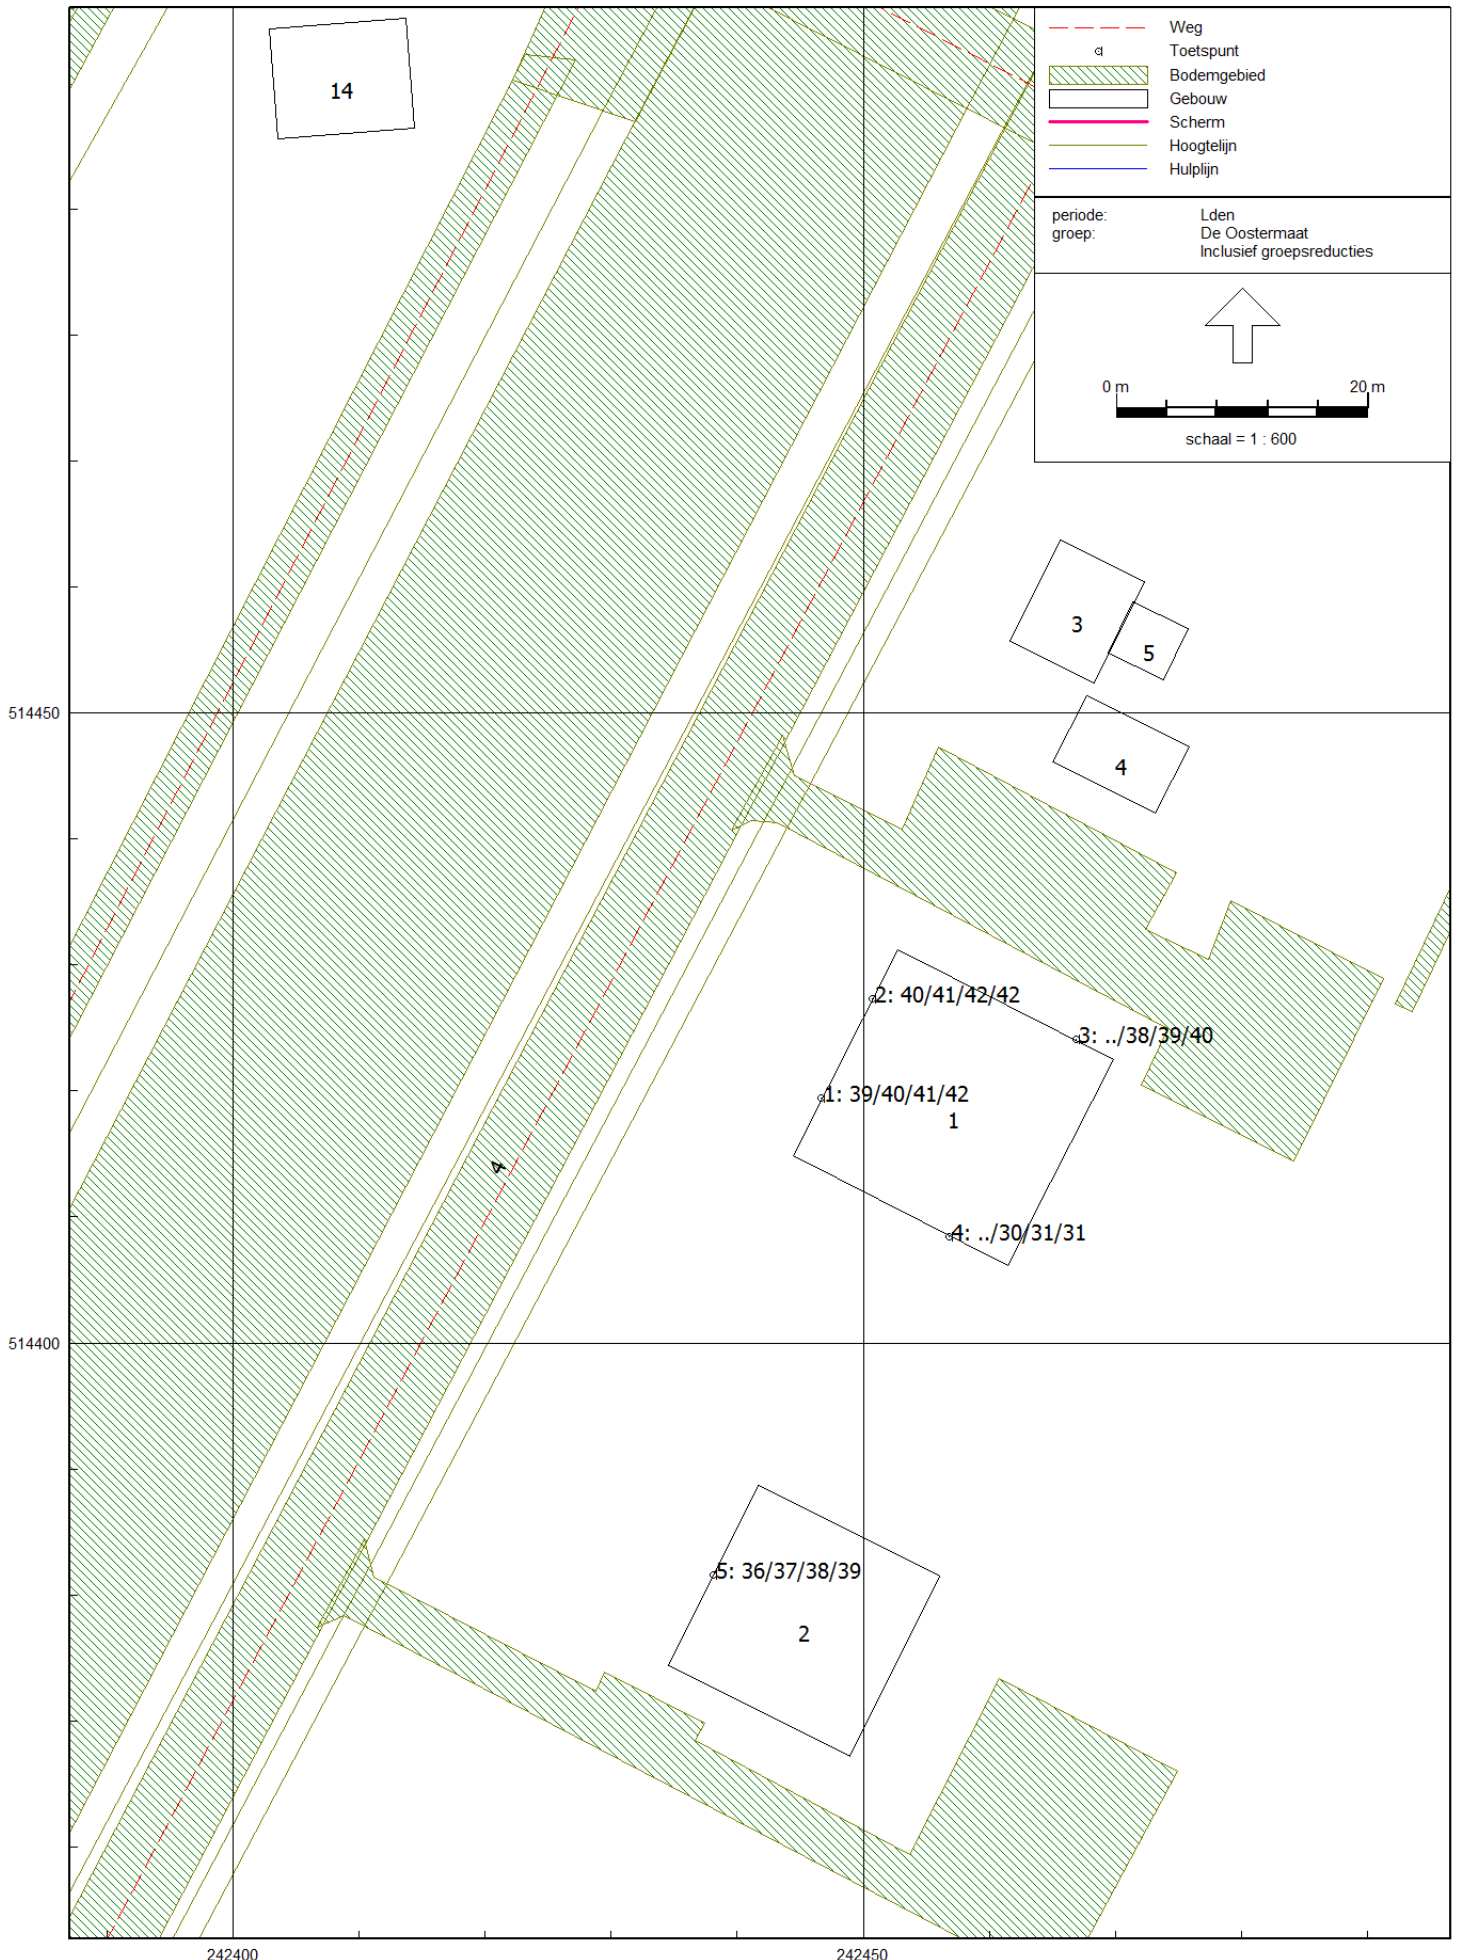 Weg
Toetspunt
Bodemgebied
Gebouw
Scherm
Hoogtelijn
Hulplijn
periode: Lden
groep: De Oostermaat
Inclusief groepsreducties
0 m 20 m
schaal = 1 : 600
14
3
5
514450
4
2: 40/41/42/42
3: ../38/39/40
1: 39/40/41/42
1
4
4: ../30/31/31
514400
5: 36/37/38/39
2
242400 242450